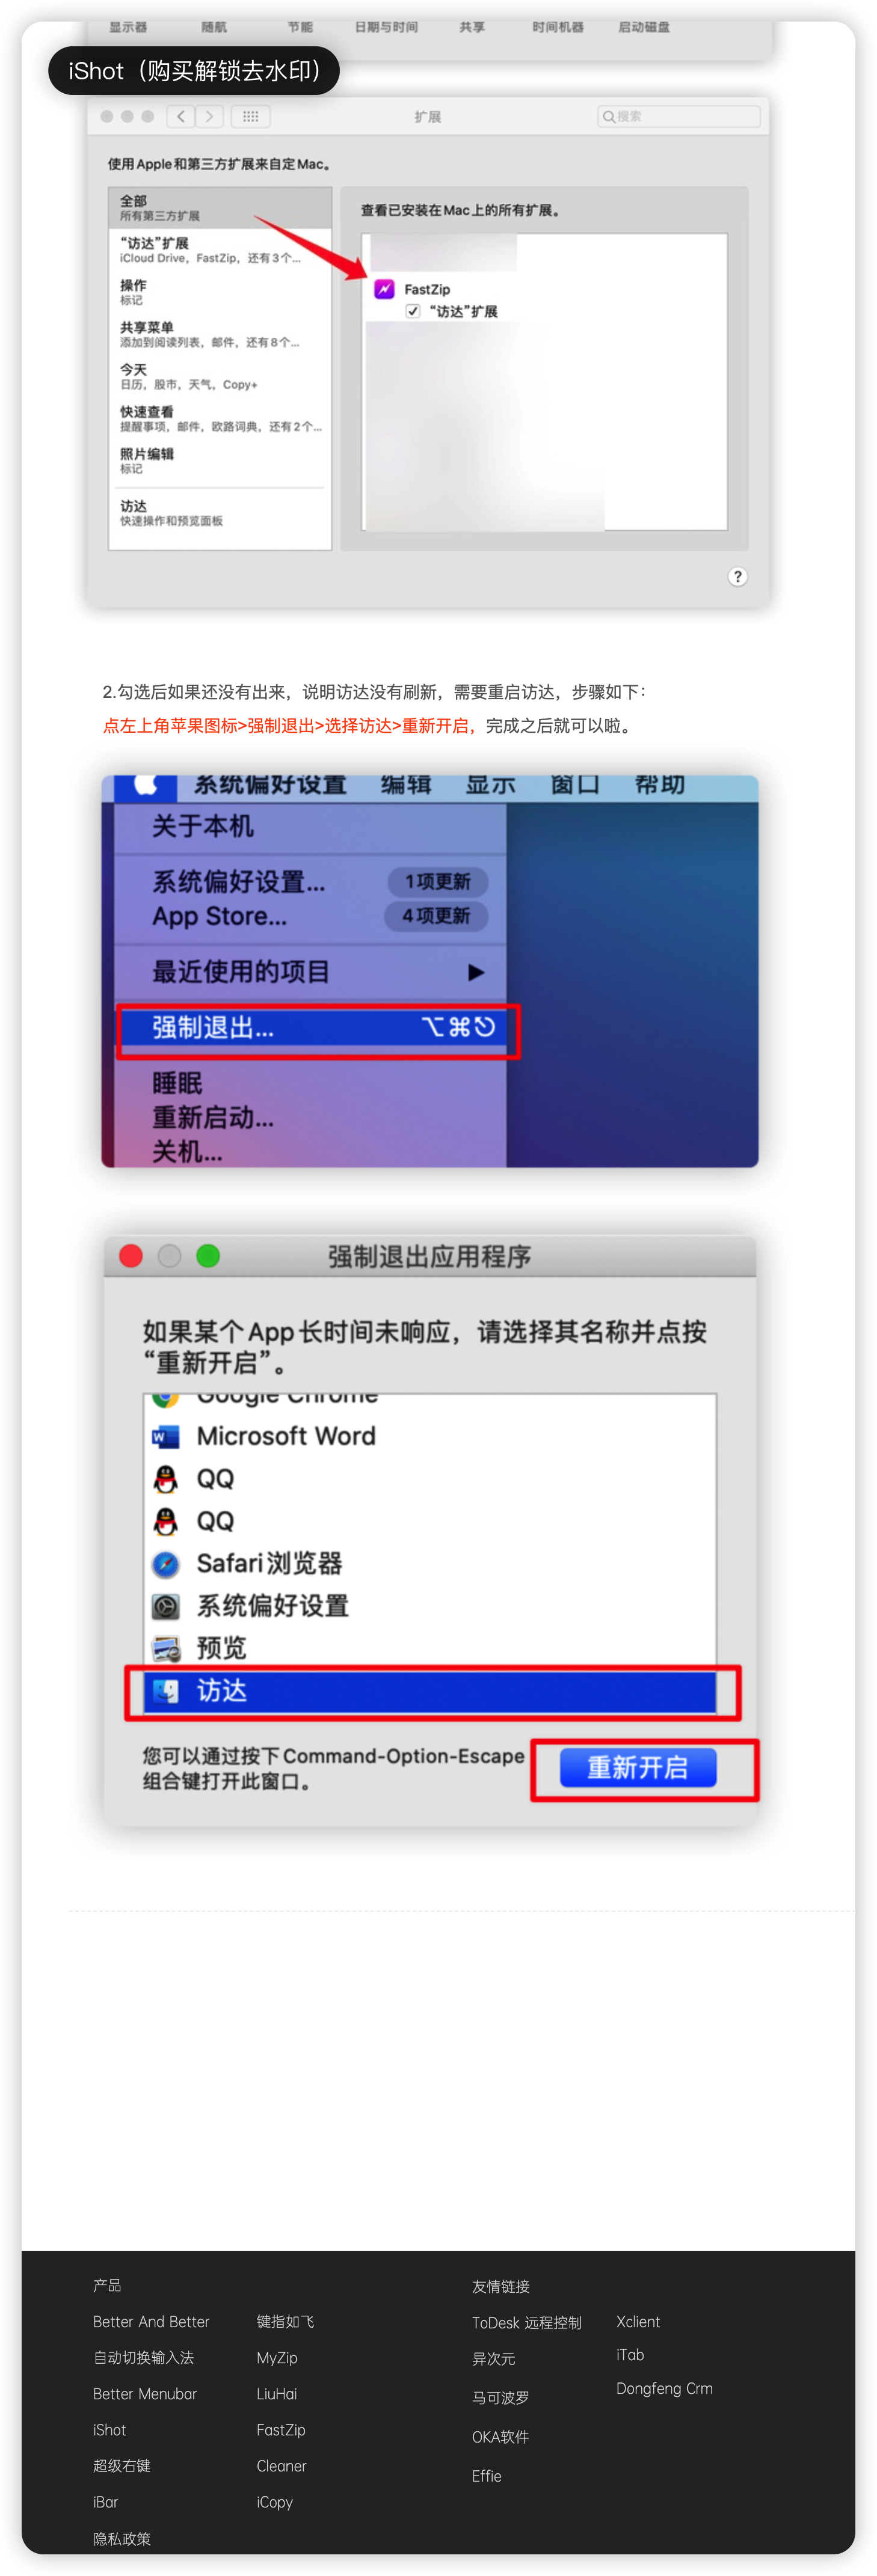 显示器 随航 节能 日期与时间 共享 时间机器 启动磁盘
iShot（购买解锁去水印）
扩展
搜索
使用Apple和第三方扩展来自定Mac。
全部
所有第三方扩展
“访达”扩展
iCloud Drive，FastZip，还有3个...
操作
标记
共享菜单
添加到阅读列表，邮件，还有8个...
今天
日历，股市，天气，Copy+
快速查看
提醒事项，邮件，欧路词典，还有2个...
照片编辑
标记
访达
快速操作和预览面板
查看已安装在Mac上的所有扩展。
FastZip
“访达”扩展
?
2.勾选后如果还没有出来，说明访达没有刷新，需要重启访达，步骤如下：
点左上角苹果图标>强制退出>选择访达>重新开启，完成之后就可以啦。
系统偏好设置 编辑 显示 窗口 帮助
关于本机
系统偏好设置... 1项更新
App Store... 4项更新
最近使用的项目 ▶
强制退出... ⌥⌘⎋
睡眠
重新启动...
关机...
强制退出应用程序
如果某个App长时间未响应，请选择其名称并点按
“重新开启”。
Google Chrome
Microsoft Word
QQ
QQ
Safari浏览器
系统偏好设置
预览
访达
您可以通过按下Command-Option-Escape
组合键打开此窗口。
重新开启
产品
Better And Better
自动切换输入法
Better Menubar
iShot
超级右键
iBar
隐私政策
键指如飞
MyZip
LiuHai
FastZip
Cleaner
iCopy
友情链接
ToDesk 远程控制
异次元
马可波罗
OKA软件
Effie
Xclient
iTab
Dongfeng Crm